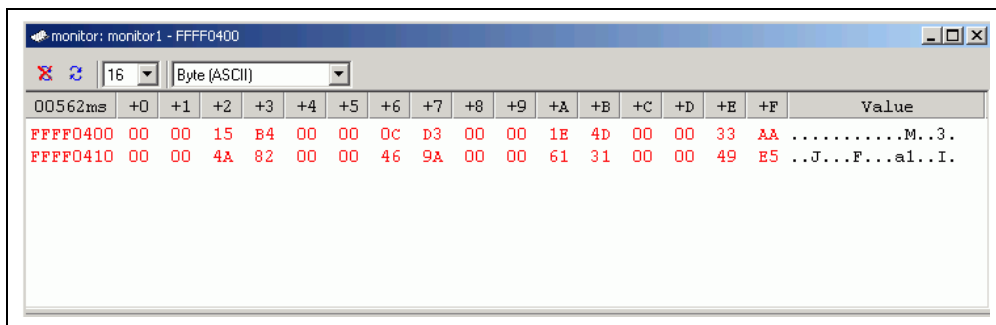 monitor: monitor1 - FFFF0400
16 Byte (ASCII)
00562ms +0 +1 +2 +3 +4 +5 +6 +7 +8 +9 +A +B +C +D +E +F Value
FFFF0400 00 00 15 B4 00 00 0C D3 00 00 1E 4D 00 00 33 AA ...........M..3.
FFFF0410 00 00 4A 82 00 00 46 9A 00 00 61 31 00 00 49 E5 ..J...F...a1..I.